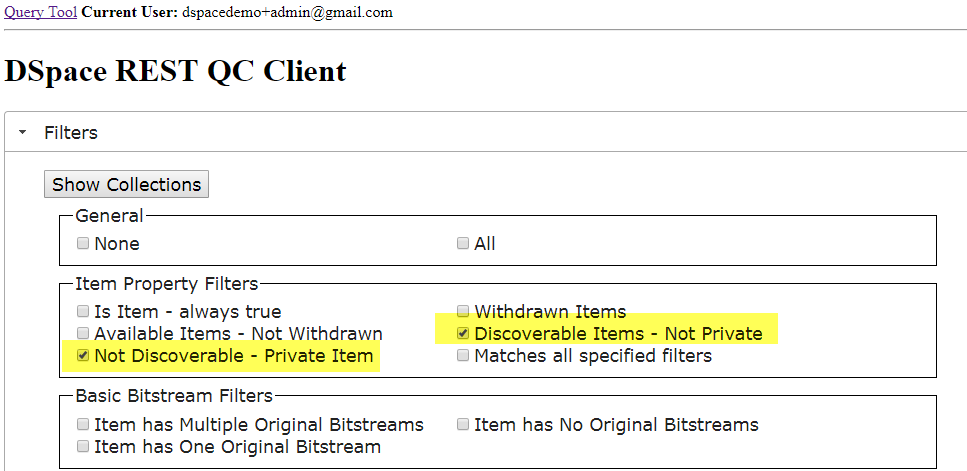 Query Tool Current User: dspacedemo+admin@gmail.com
DSpace REST QC Client
Filters
Show Collections
General
None All
Item Property Filters
Is Item - always true Withdrawn Items
Available Items - Not Withdrawn Discoverable Items - Not Private
Not Discoverable - Private Item Matches all specified filters
Basic Bitstream Filters
Item has Multiple Original Bitstreams Item has No Original Bitstreams
Item has One Original Bitstream